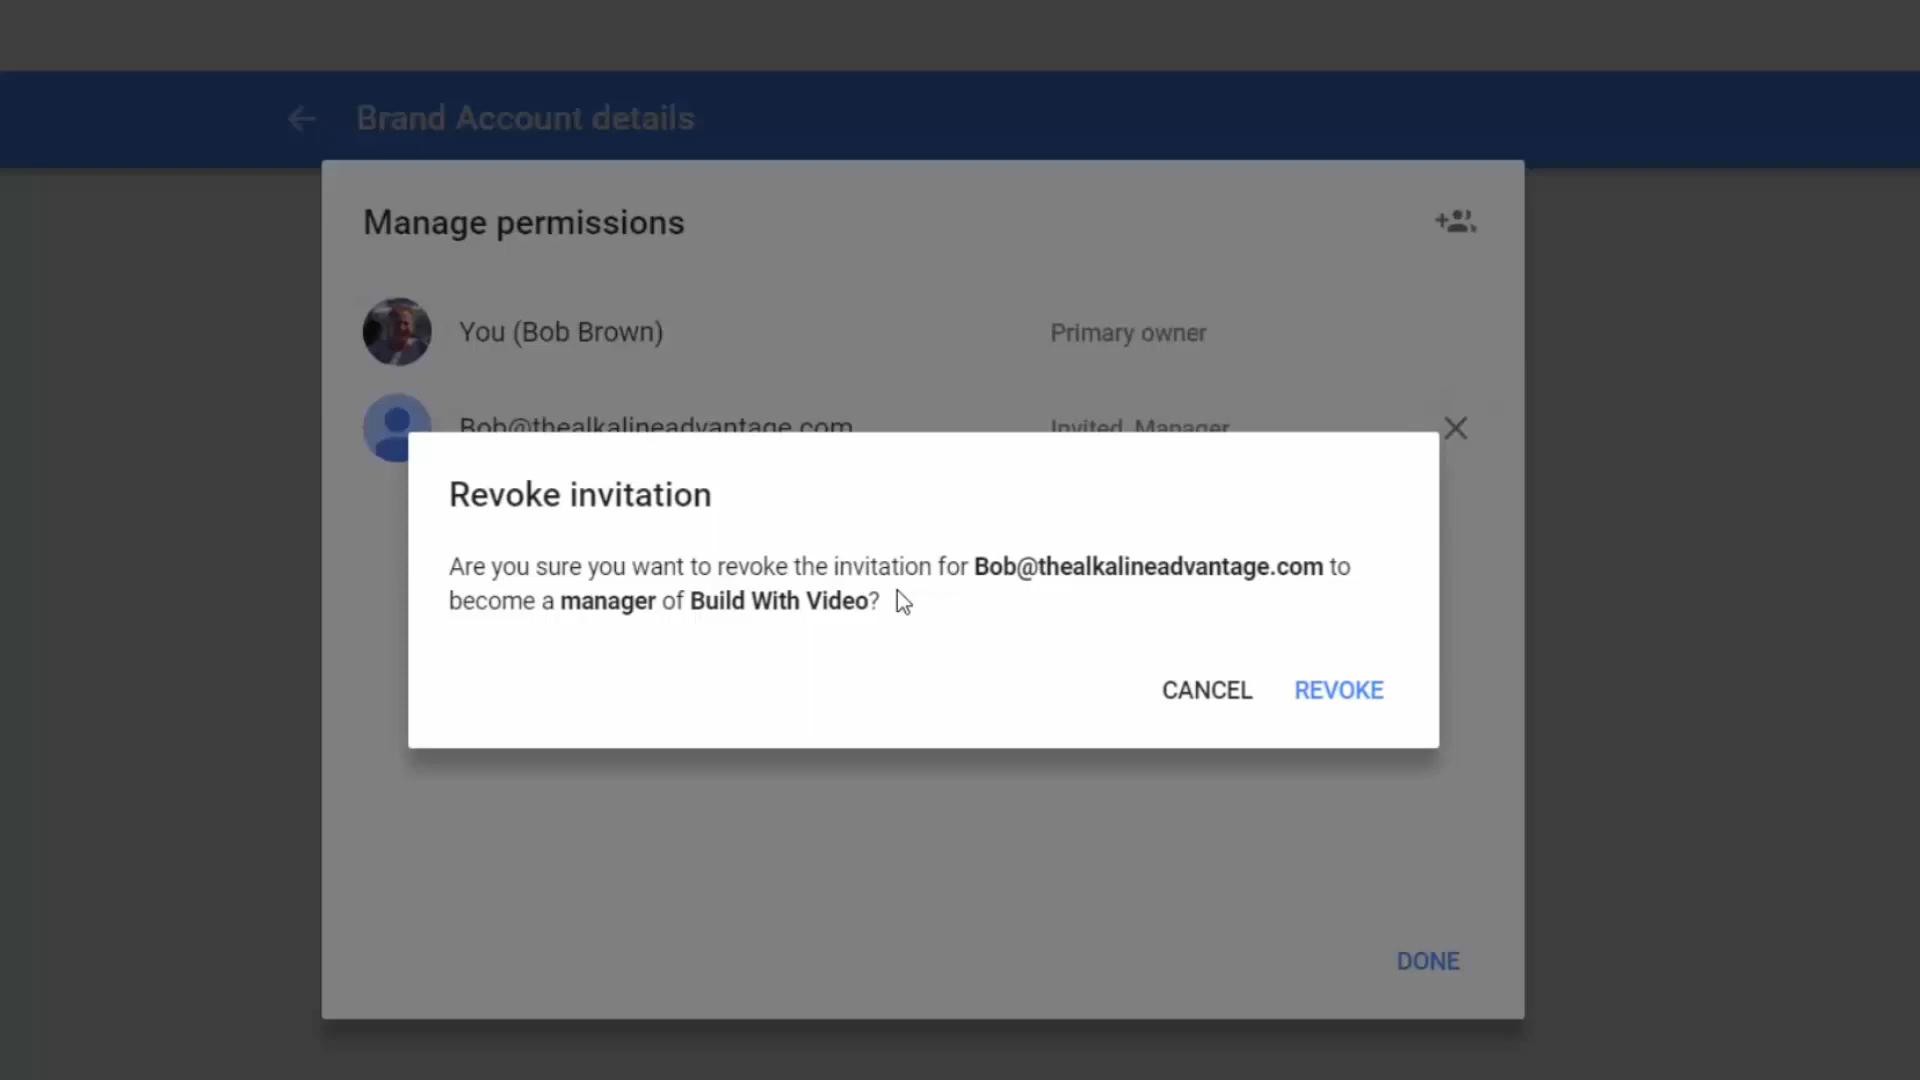 Brand Account details
Manage permissions
You (Bob Brown) Primary owner
Bob@thealkalineadvantage.com Invited, Manager
Revoke invitation
Are you sure you want to revoke the invitation for Bob@thealkalineadvantage.com to
become a manager of Build With Video?
CANCEL REVOKE
DONE